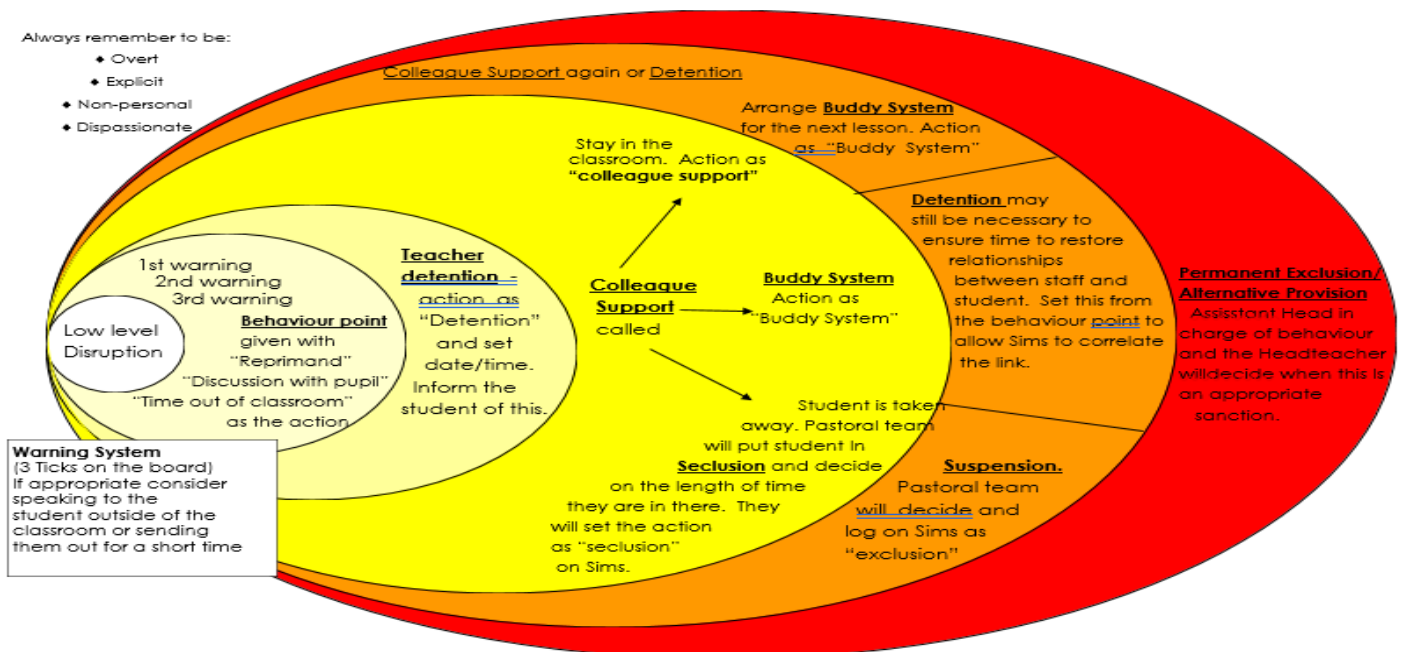 Always remember to be:
◆ Overt
◆ Explicit
◆ Non-personal
◆ Dispassionate
Low level
Disruption
1st warning
2nd warning
3rd warning
Behaviour point
given with
“Reprimand”
“Discussion with pupil”
“Time out of classroom”
as the action
Warning System
(3 Ticks on the board)
If appropriate consider
speaking to the
student outside of the
classroom or sending
them out for a short time
Teacher
detention -
action as
“Detention”
and set
date/time.
Inform the
student of this.
Colleague
Support
called
Stay in the
classroom. Action as
“colleague support”
Buddy System
Action as
“Buddy System”
Student is taken
away. Pastoral team
will put student In
Seclusion and decide
on the length of time
they are in there. They
will set the action
as “seclusion”
on Sims.
Colleague Support again or Detention
Arrange Buddy System
for the next lesson. Action
as “Buddy System”
Detention may
still be necessary to
ensure time to restore
relationships
between staff and
student. Set this from
the behaviour point to
allow Sims to correlate
the link.
Suspension.
Pastoral team
will decide and
log on Sims as
“exclusion”
Permanent Exclusion/
Alternative Provision
Assistant Head in
charge of behaviour
and the Headteacher
willdecide when this Is
an appropriate
sanction.